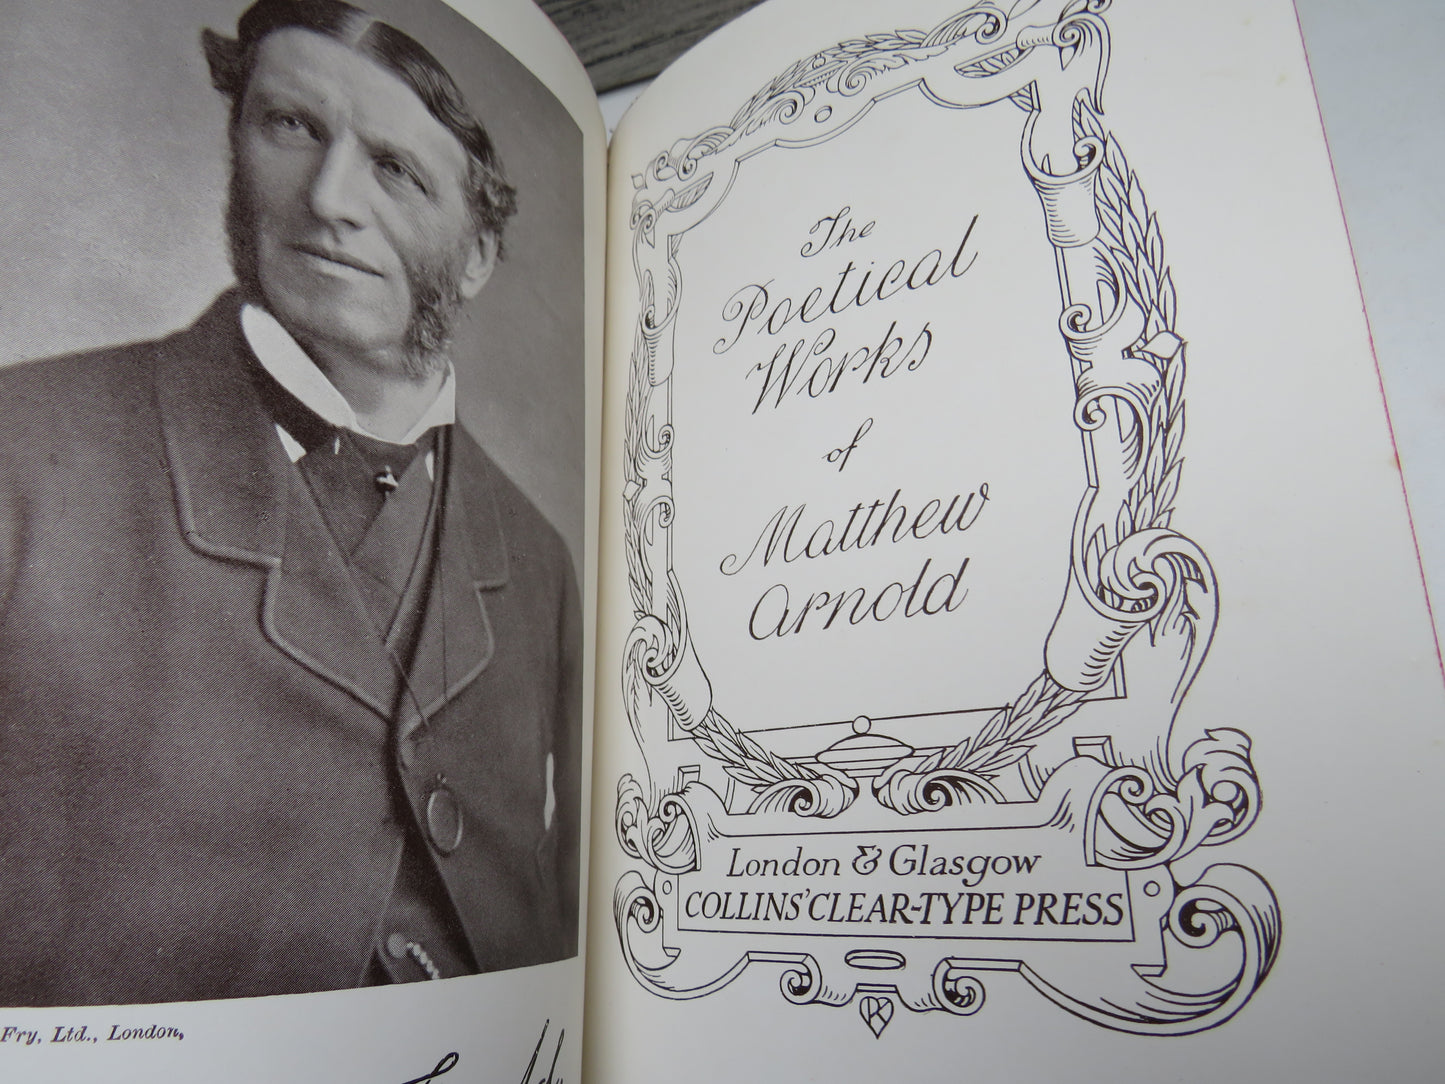 Fry, Ltd., London,
The
Poetical
Works
of
Matthew
Arnold
London & Glasgow
COLLINS' CLEAR-TYPE PRESS